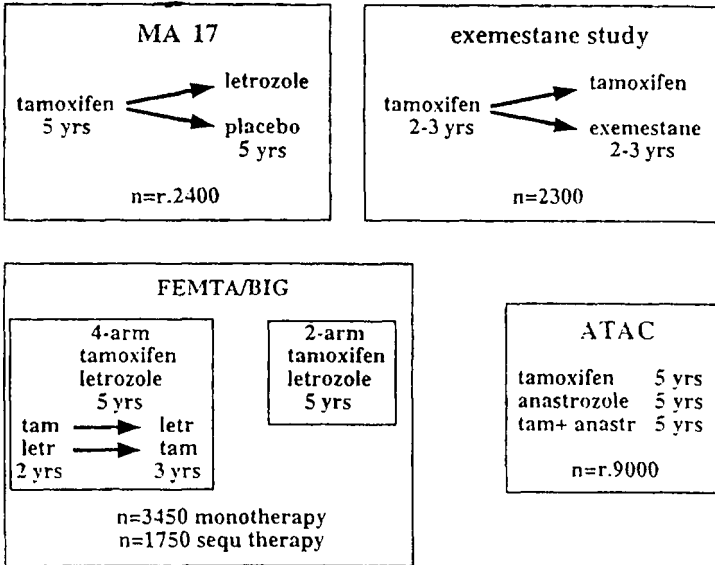 MA 17
letrozole
tamoxifen
5 yrs
placebo
5 yrs
n=r.2400
exemestane study
tamoxifen
tamoxifen
2-3 yrs
exemestane
2-3 yrs
n=2300
FEMTA/BIG
4-arm
tamoxifen
letrozole
5 yrs
tam letr
letr tam
2 yrs 3 yrs
2-arm
tamoxifen
letrozole
5 yrs
n=3450 monotherapy
n=1750 sequ therapy
ATAC
tamoxifen 5 yrs
anastrozole 5 yrs
tam+ anastr 5 yrs
n=r.9000